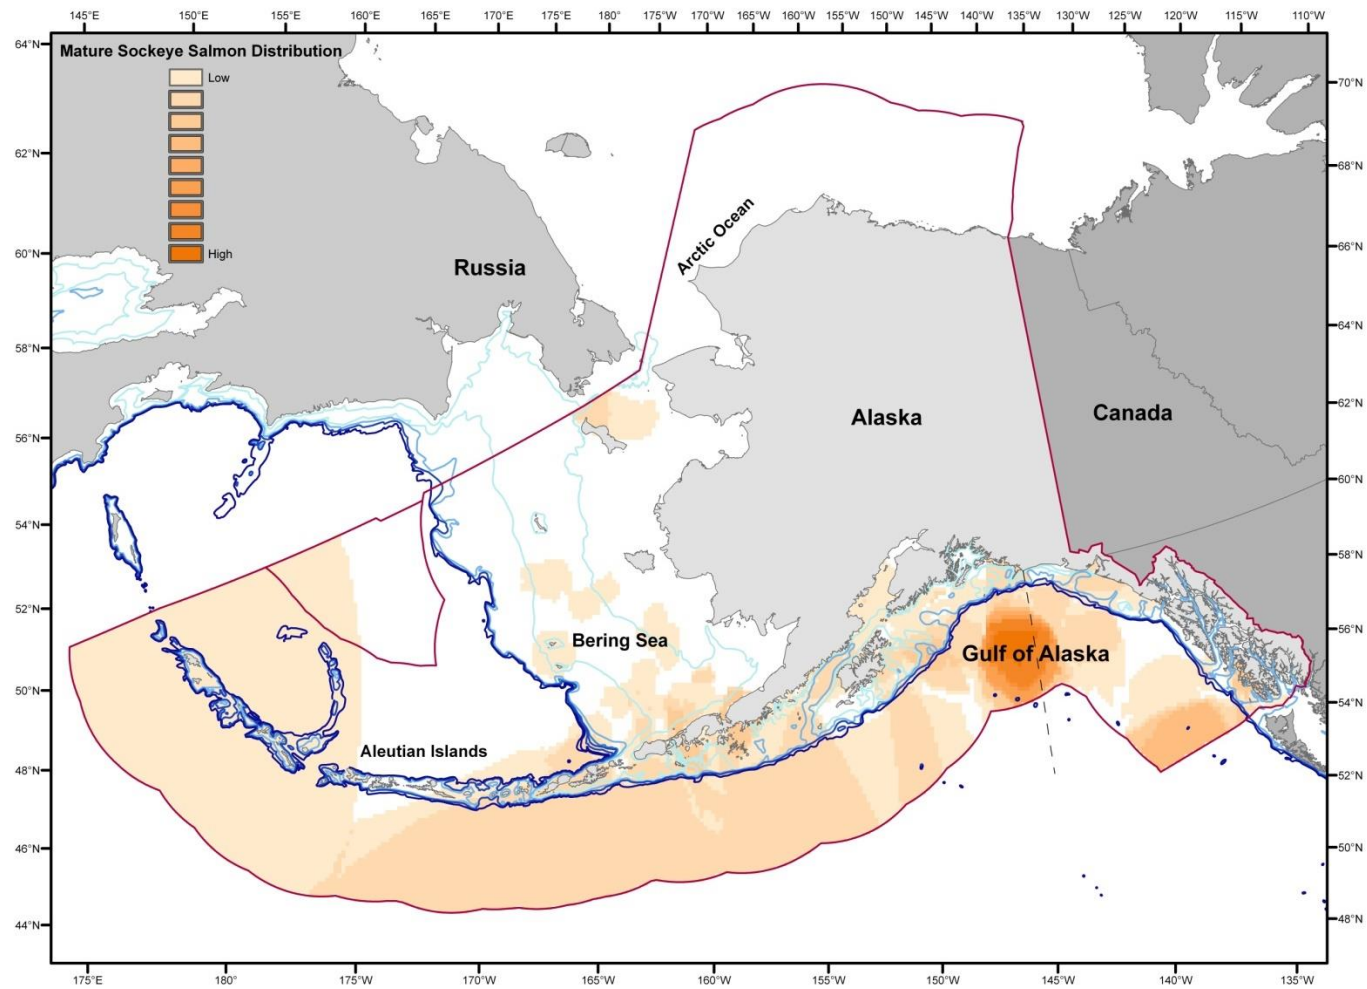 145°E 150°E 155°E 160°E 165°E 170°E 175°E 180° 175°W 170°W 165°W 160°W 155°W 150°W 145°W 140°W 135°W 130°W 125°W 120°W 115°W 110°W
64°N
Mature Sockeye Salmon Distribution
Low
70°N
62°N
68°N
Arctic Ocean
60°N
High
66°N
Russia
64°N
58°N
62°N
Alaska
Canada
56°N
60°N
54°N
58°N
52°N
56°N
Bering Sea
Gulf of Alaska
50°N
54°N
Aleutian Islands
48°N
52°N
46°N
50°N
44°N
48°N
175°E 180° 175°W 170°W 165°W 160°W 155°W 150°W 145°W 140°W 135°W